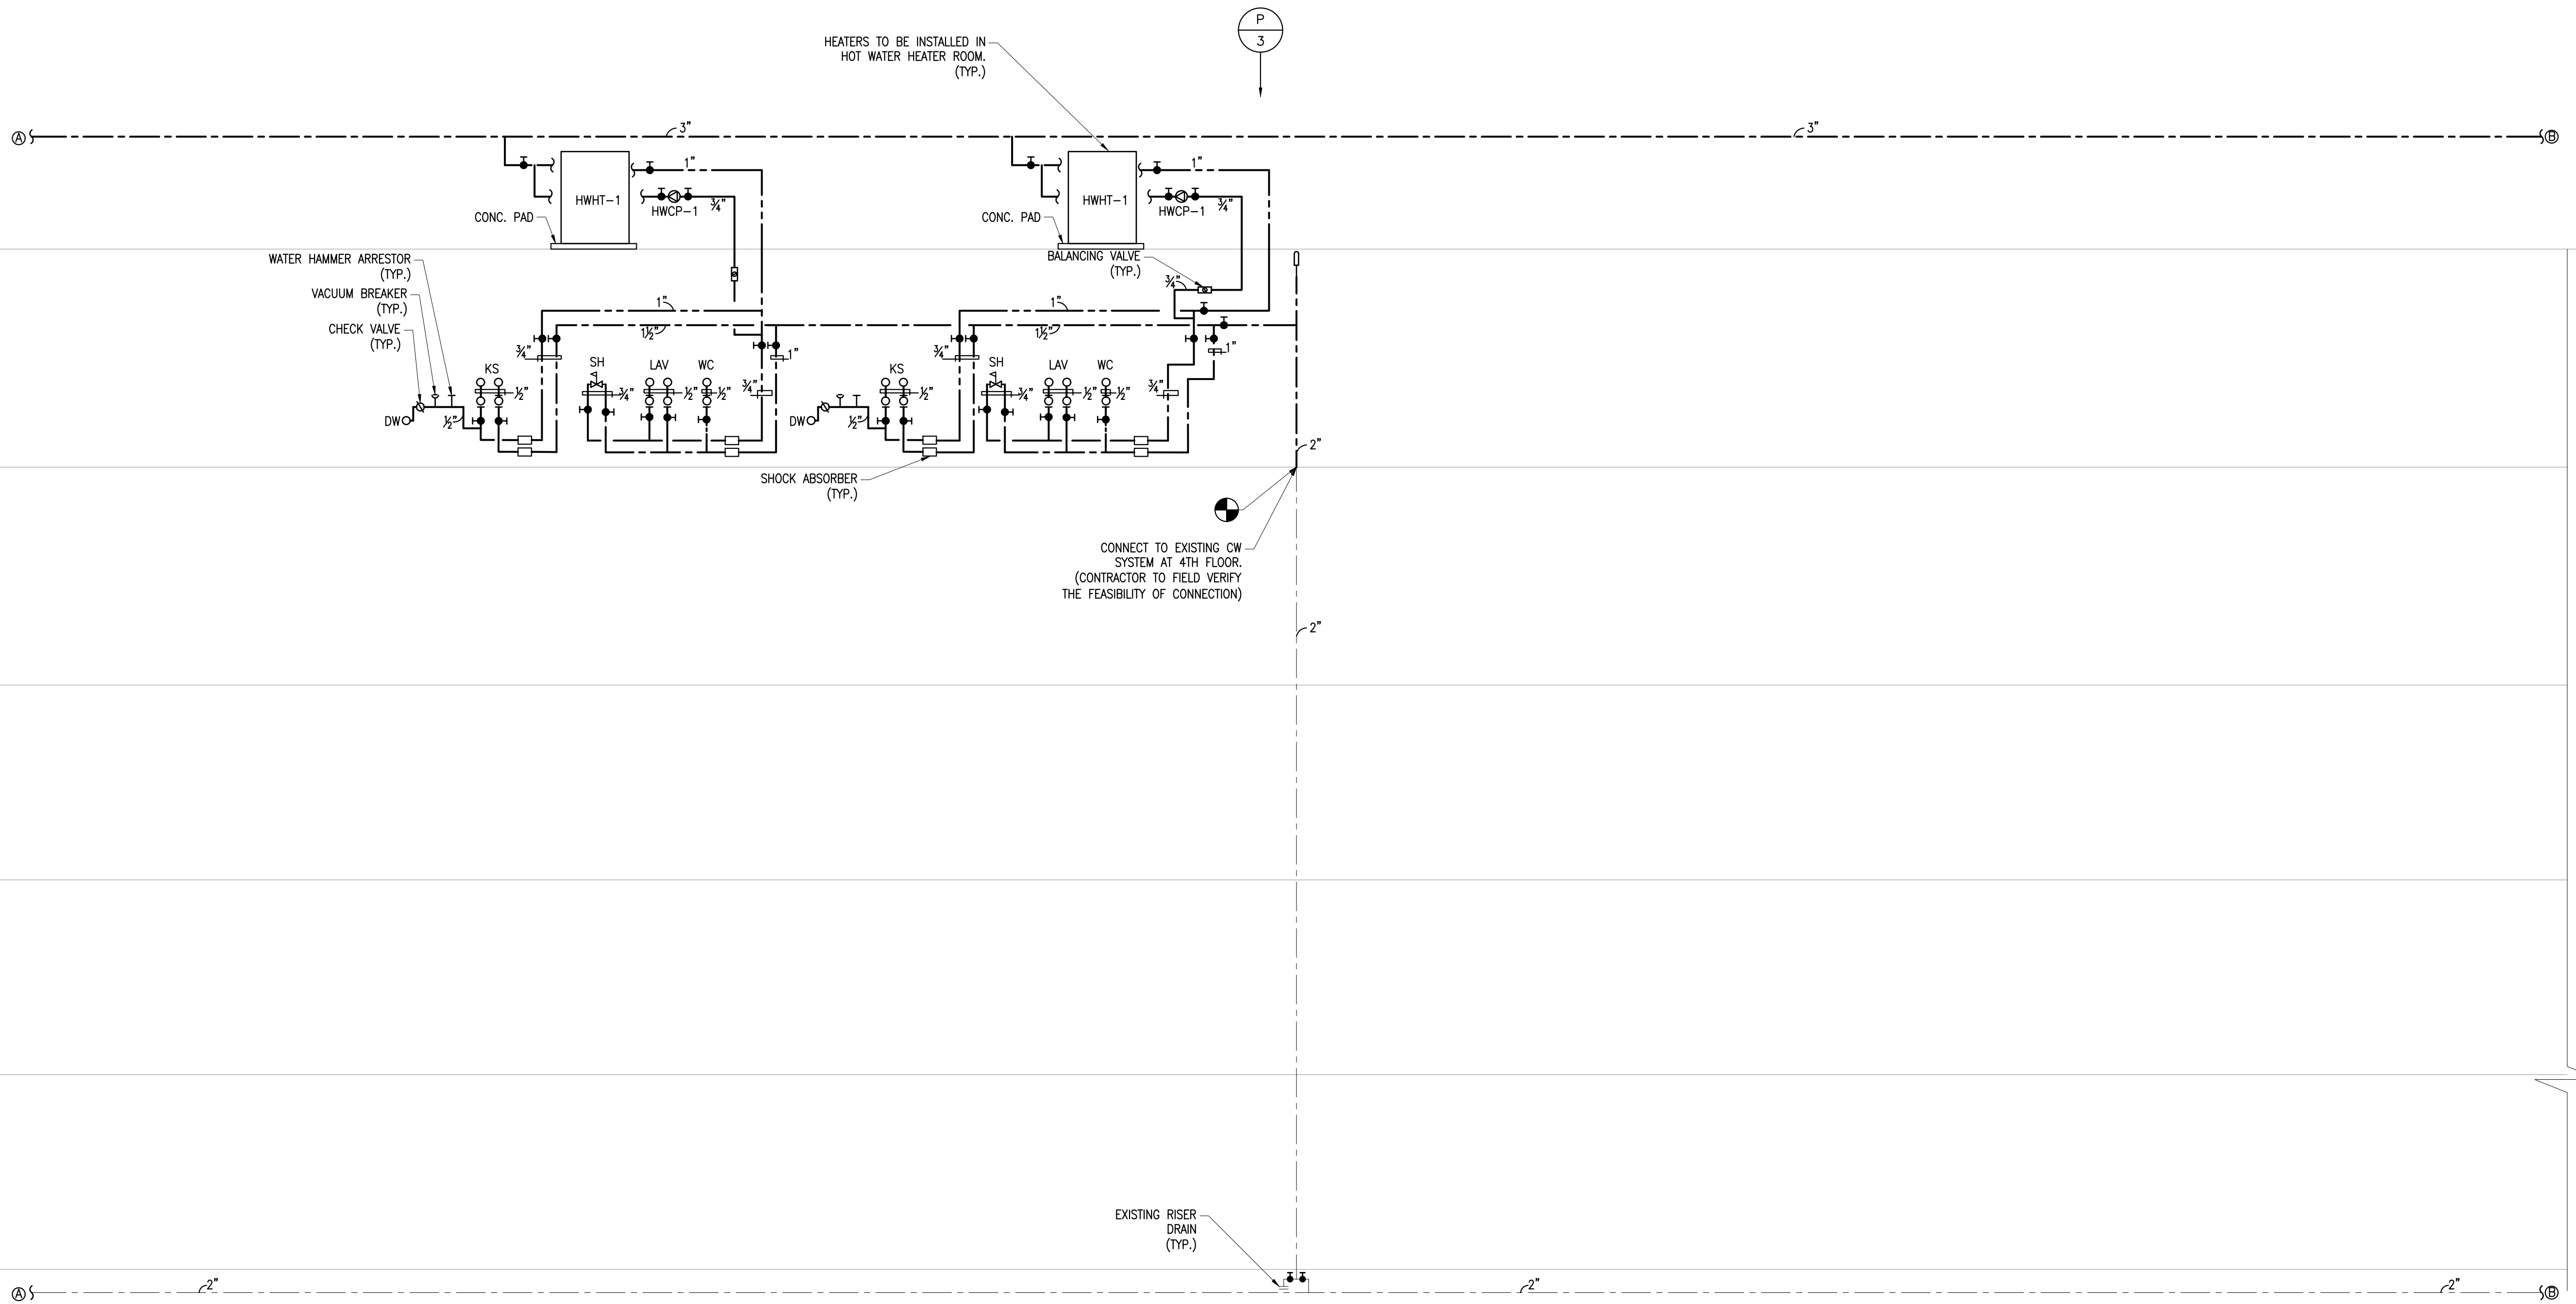 P
3
HEATERS TO BE INSTALLED IN
HOT WATER HEATER ROOM.
(TYP.)
A
3"
3"
B
1"
1"
HWHT-1
HWCP-1
3/4"
CONC. PAD
HWHT-1
HWCP-1
3/4"
CONC. PAD
WATER HAMMER ARRESTOR
(TYP.)
VACUUM BREAKER
(TYP.)
CHECK VALVE
(TYP.)
BALANCING VALVE
(TYP.)
3/4"
1"
1 1/2"
1"
1 1/2"
3/4"
1"
3/4"
1"
KS
SH
LAV
WC
KS
SH
LAV
WC
1/2"
3/4"
1/2"
1/2"
3/4"
1/2"
3/4"
1/2"
1/2"
3/4"
DW
1/2"
DW
1/2"
2"
SHOCK ABSORBER
(TYP.)
CONNECT TO EXISTING CW
SYSTEM AT 4TH FLOOR.
(CONTRACTOR TO FIELD VERIFY
THE FEASIBILITY OF CONNECTION)
2"
EXISTING RISER
DRAIN
(TYP.)
A
2"
2"
2"
B